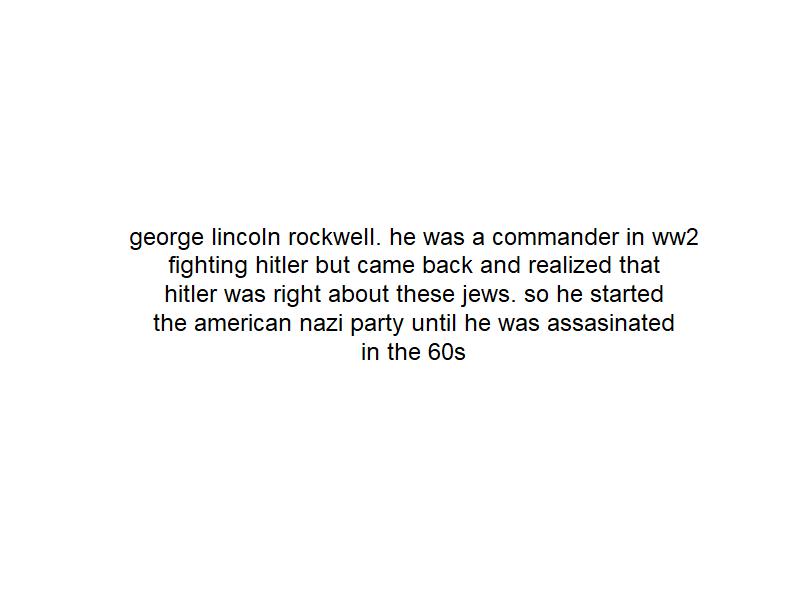 george lincoln rockwell. he was a commander in ww2
fighting hitler but came back and realized that
hitler was right about these jews. so he started
the american nazi party until he was assasinated
in the 60s